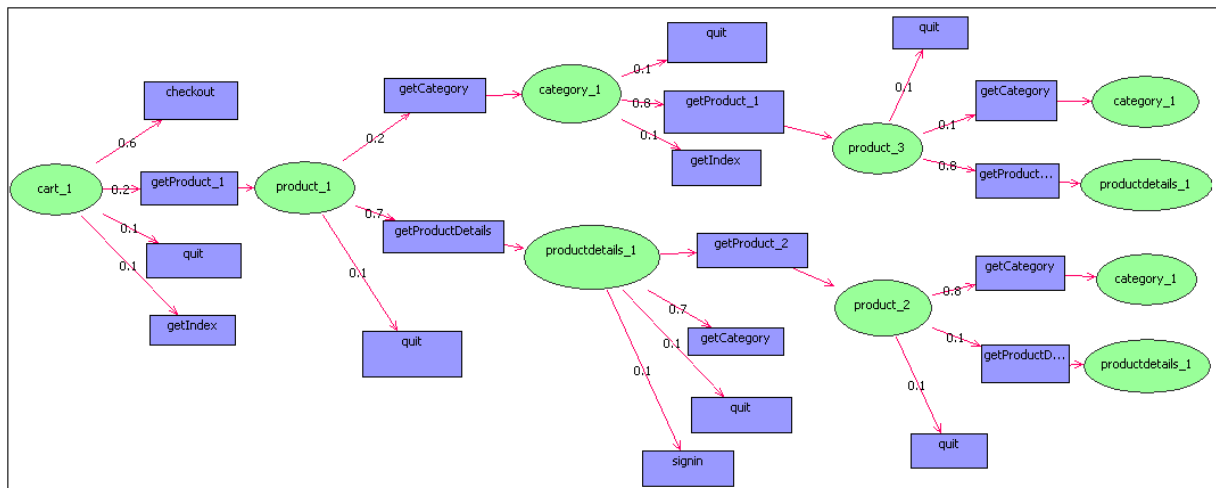 quit
quit
checkout
getCategory
category_1
getProduct_1
getCategory
category_1
0.1
0.8
0.1
0.1
0.1
0.6
0.2
getIndex
product_3
0.8
getProduct...
productdetails_1
cart_1
0.2
getProduct_1
product_1
0.7
getProductDetails
0.1
quit
0.1
getIndex
0.1
quit
productdetails_1
getProduct_2
0.7
getCategory
0.1
quit
0.1
signin
product_2
0.8
getCategory
category_1
0.1
getProductD...
productdetails_1
0.1
quit